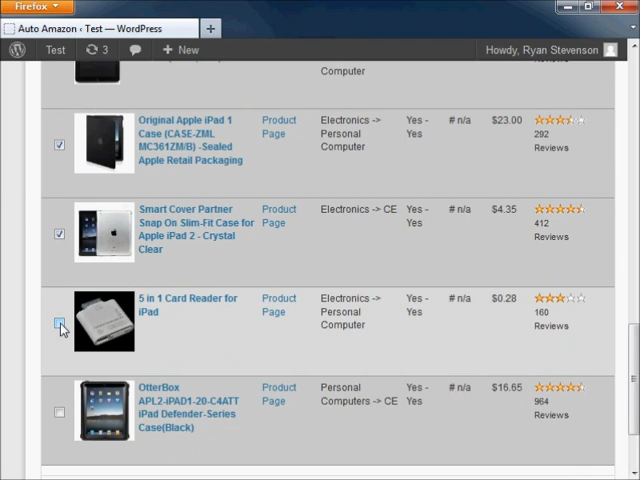 Firefox
Auto Amazon ‹ Test — WordPress
Test 3 New Howdy, Ryan Stevenson
Computer
Reviews
Original Apple iPad 1
Case (CASE-ZML
MC361ZM/B) -Sealed
Apple Retail Packaging
Product
Page
Electronics ->
Personal
Computer
Yes -
Yes
# n/a
$23.00
292
Reviews
Smart Cover Partner
Snap On Slim-Fit Case for
Apple iPad 2 - Crystal
Clear
Product
Page
Electronics -> CE
Yes -
Yes
# n/a
$4.35
412
Reviews
5 in 1 Card Reader for
iPad
Product
Page
Electronics ->
Personal
Computer
Yes -
Yes
# n/a
$0.28
160
Reviews
OtterBox
APL2-iPAD1-20-C4ATT
iPad Defender-Series
Case(Black)
Product
Page
Personal
Computers -> CE
Yes -
Yes
# n/a
$16.65
964
Reviews